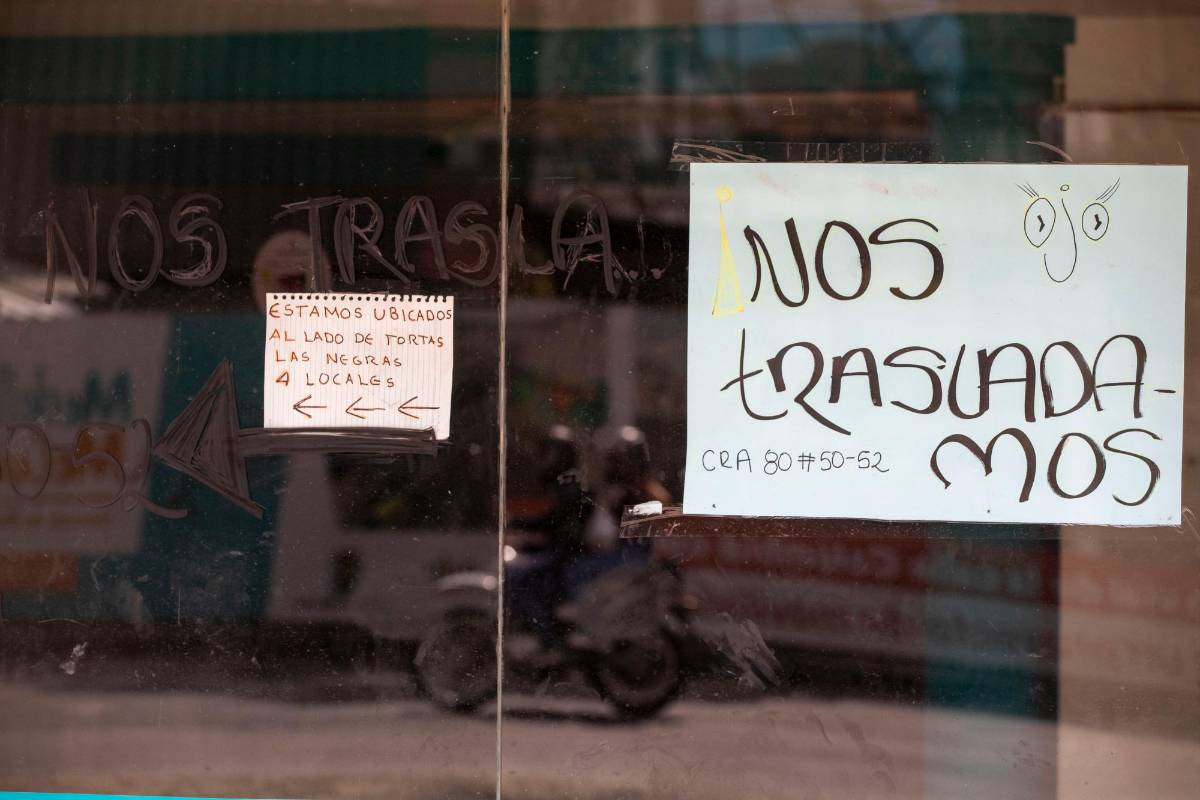 NOS TRASLA
ESTAMOS UBICADOS
AL LADO DE TORTAS
LAS NEGRAS
4 LOCALES
¡NOS
ojo
tRASLADA-
MOS
CRA 80 #50-52